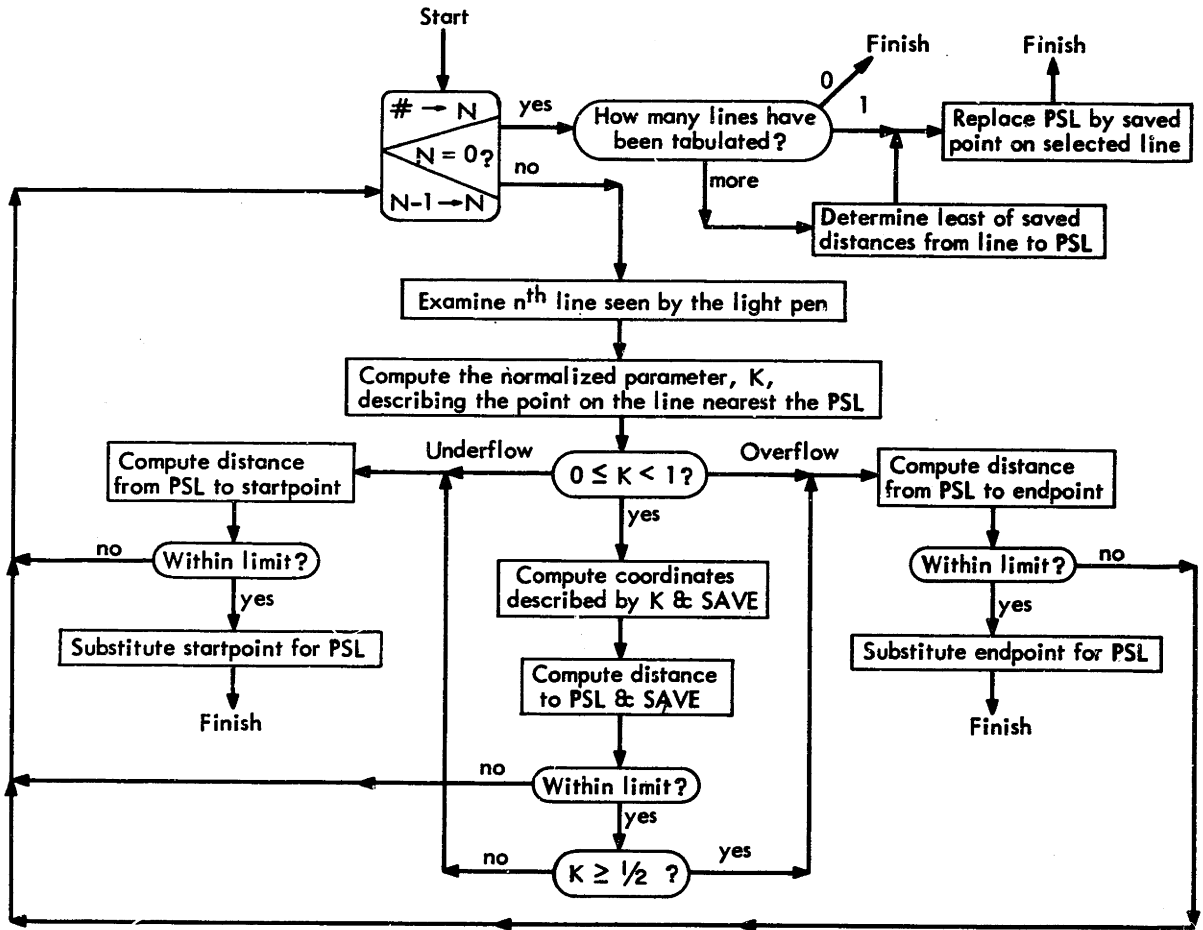 Start
# → N
N = 0?
N-1→N
yes
no
How many lines have
been tabulated?
0
1
more
Finish
Finish
Replace PSL by saved
point on selected line
Determine least of saved
distances from line to PSL
Examine nth line seen by the light pen
Compute the normalized parameter, K,
describing the point on the line nearest the PSL
Underflow
0 ≤ K < 1?
Overflow
yes
Compute distance
from PSL to startpoint
no
Within limit?
yes
Substitute startpoint for PSL
Finish
Compute coordinates
described by K & SAVE
Compute distance
to PSL & SAVE
no
Within limit?
yes
no
K ≥ 1/2 ?
yes
Compute distance
from PSL to endpoint
Within limit?
no
yes
Substitute endpoint for PSL
Finish